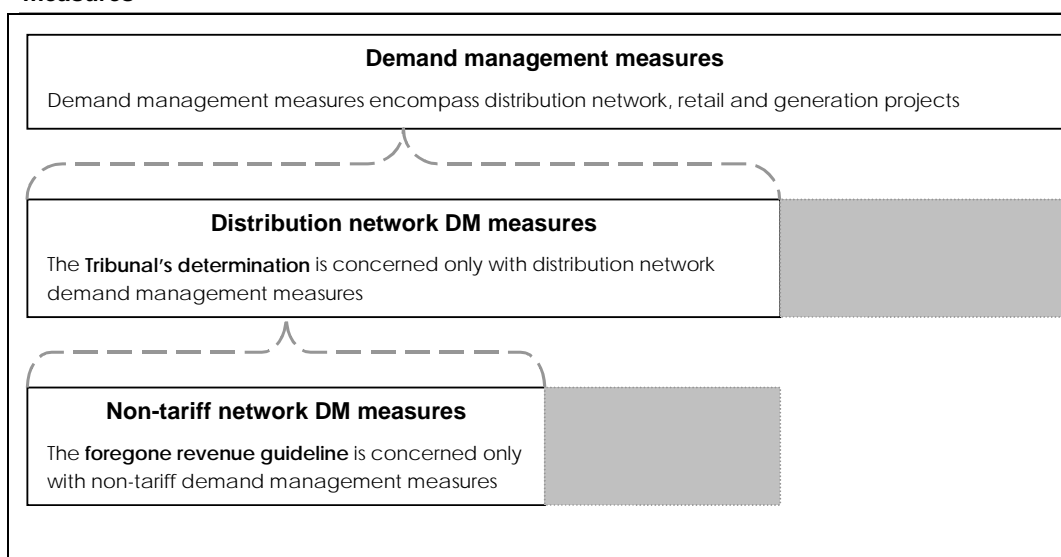 Demand management measures
Demand management measures encompass distribution network, retail and generation projects
Distribution network DM measures
The Tribunal's determination is concerned only with distribution network
demand management measures
Non-tariff network DM measures
The foregone revenue guideline is concerned only
with non-tariff demand management measures